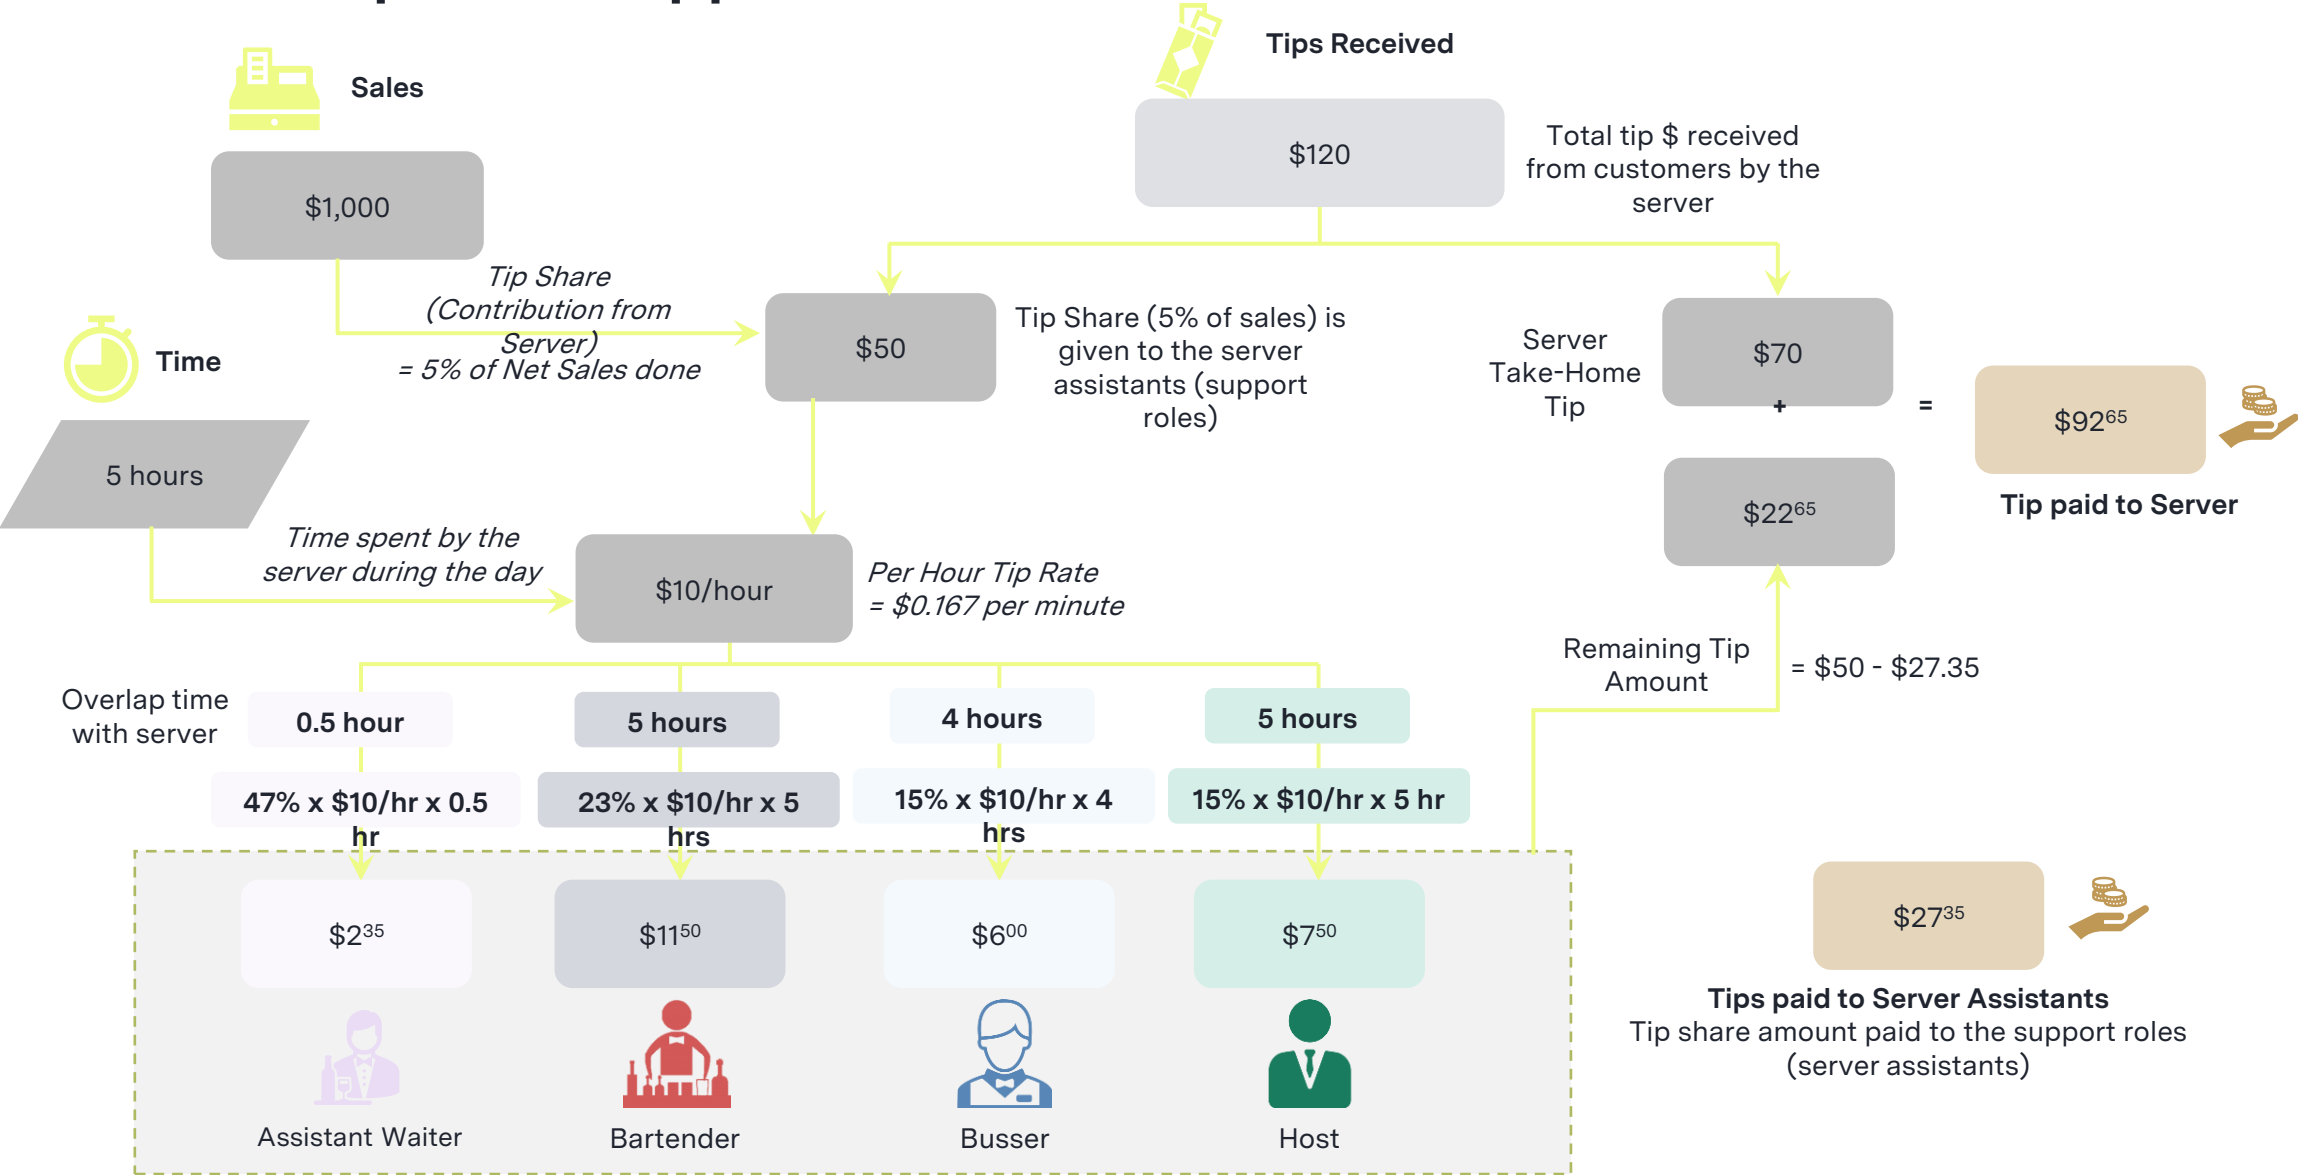 Tips Received
Sales
$120
Total tip $ received
from customers by the
server
$1,000
Tip Share
(Contribution from
Server)
= 5% of Net Sales done
$50
Tip Share (5% of sales) is
given to the server
assistants (support
roles)
Server
Take-Home
Tip
$70
+
=
$92⁶⁵
Tip paid to Server
Time
5 hours
$22⁶⁵
Time spent by the
server during the day
$10/hour
Per Hour Tip Rate
= $0.167 per minute
Remaining Tip
Amount
= $50 - $27.35
Overlap time
with server
0.5 hour
5 hours
4 hours
5 hours
47% x $10/hr x 0.5
hr
23% x $10/hr x 5
hrs
15% x $10/hr x 4
hrs
15% x $10/hr x 5 hr
$2³⁵
$11⁵⁰
$6⁰⁰
$7⁵⁰
$27³⁵
Tips paid to Server Assistants
Tip share amount paid to the support roles
(server assistants)
Assistant Waiter
Bartender
Busser
Host